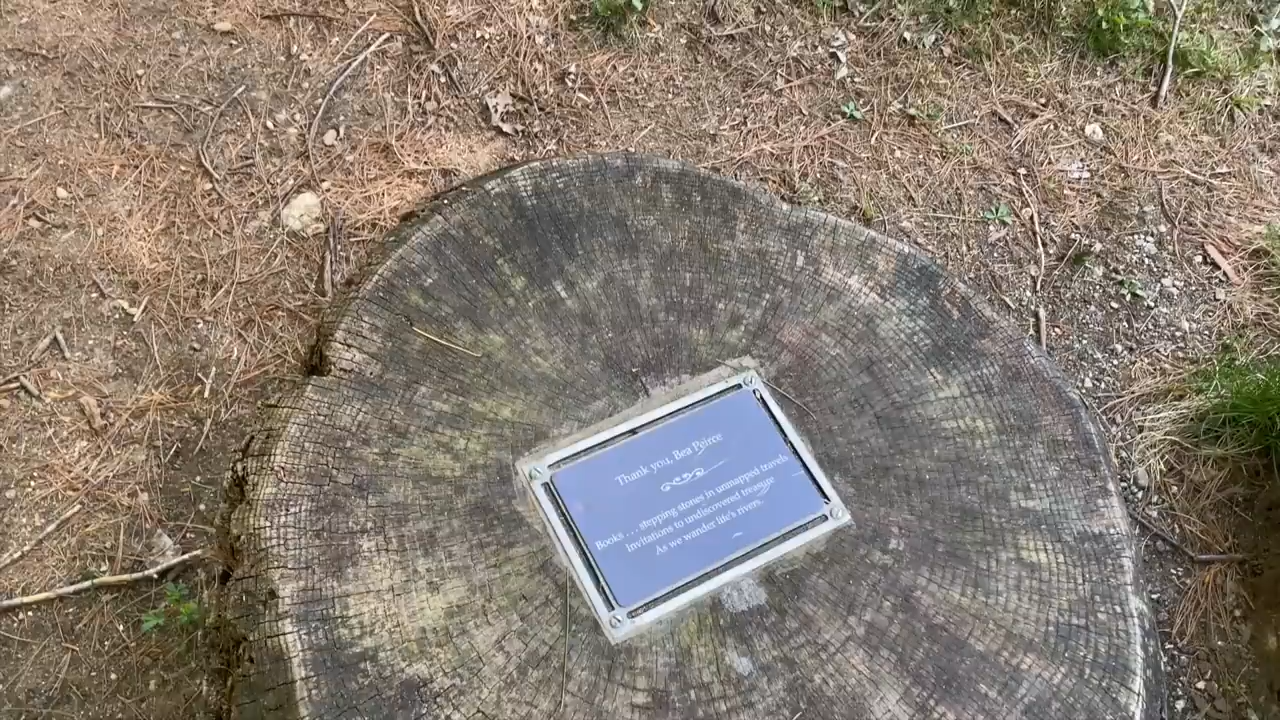 Thank you, Bea Peirce
Books . . . stepping stones in unmapped travels
Invitations to undiscovered treasure
As we wander life's rivers.